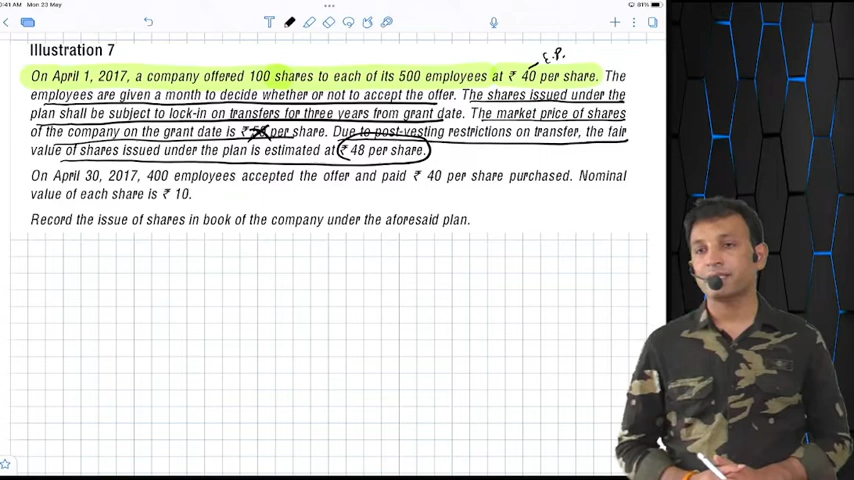 :41 AM Mon 23 May
81%
Illustration 7
E.P.
On April 1, 2017, a company offered 100 shares to each of its 500 employees at ₹ 40 per share. The
employees are given a month to decide whether or not to accept the offer. The shares issued under the
plan shall be subject to lock-in on transfers for three years from grant date. The market price of shares
of the company on the grant date is ₹ per share. Due to post-vesting restrictions on transfer, the fair
value of shares issued under the plan is estimated at ₹ 48 per share.
On April 30, 2017, 400 employees accepted the offer and paid ₹ 40 per share purchased. Nominal
value of each share is ₹ 10.
Record the issue of shares in book of the company under the aforesaid plan.